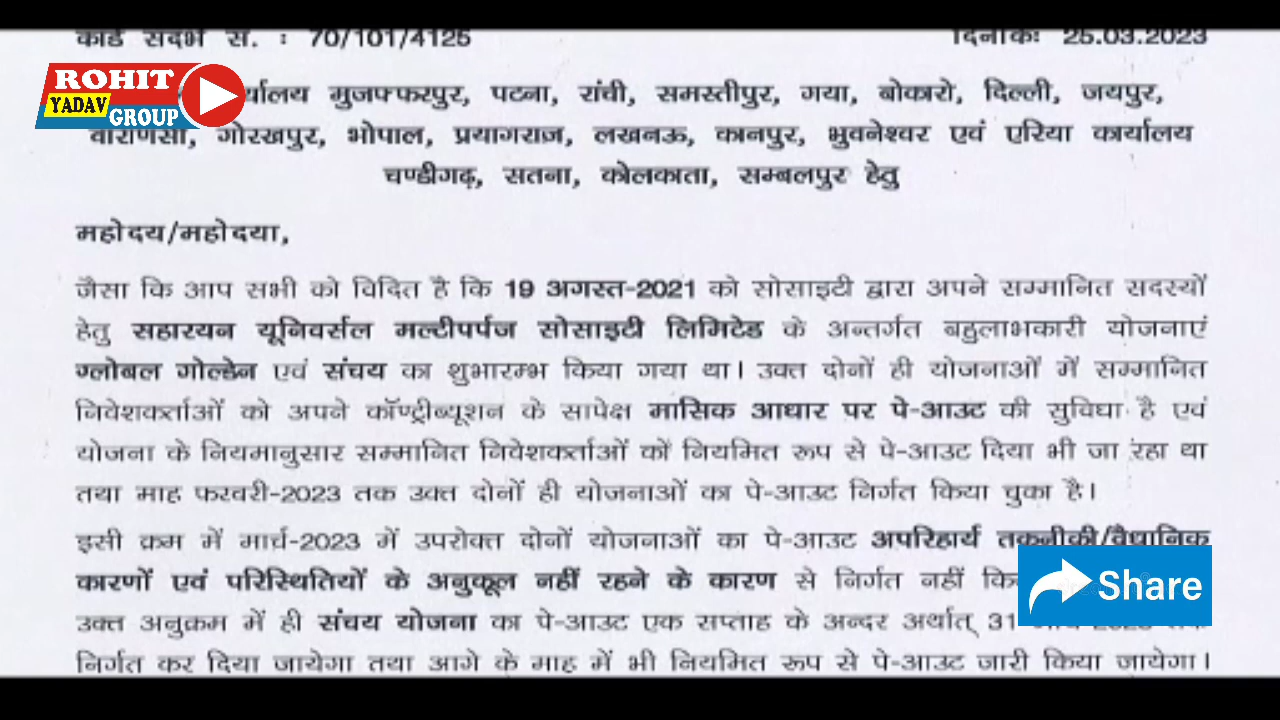 कार्ड संदर्भ सं. : 70/101/4125 दिनांकः 25.03.2023
ROHIT
YADAV
GROUP
मुजफ्फरपुर, पटना, रांची, समस्तीपुर, गया, बोकारो, दिल्ली, जयपुर,
वाराणसी, गोरखपुर, भोपाल, प्रयागराज, लखनऊ, कानपुर, भुवनेश्वर एवं एरिया कार्यालय
चण्डीगढ़, सतना, कोलकाता, सम्बलपुर हेतु
महोदय/महोदया,
जैसा कि आप सभी को विदित है कि 19 अगस्त-2021 को सोसाइटी द्वारा अपने सम्मानित सदस्यों
हेतु सहारयन यूनिवर्सल मल्टीपर्पज सोसाइटी लिमिटेड के अन्तर्गत बहुलाभकारी योजनाएं
ग्लोबल गोल्डेन एवं संचय का शुभारम्भ किया गया था। उक्त दोनों ही योजनाओं में सम्मानित
निवेशकर्ताओं को अपने कॉण्ट्रीब्यूशन के सापेक्ष मासिक आधार पर पे-आउट की सुविधा है एवं
योजना के नियमानुसार सम्मानित निवेशकर्ताओं को नियमित रूप से पे-आउट दिया भी जा रहा था
तथा माह फरवरी-2023 तक उक्त दोनों ही योजनाओं का पे-आउट निर्गत किया चुका है।
इसी क्रम में मार्च-2023 में उपरोक्त दोनों योजनाओं का पे-आउट अपरिहार्य तकनीकी/वैधानिक
कारणों एवं परिस्थितियों के अनुकूल नहीं रहने के कारण से निर्गत नहीं
Share
उक्त अनुक्रम में ही संचय योजना का पे-आउट एक सप्ताह के अन्दर अर्थात् 31
निर्गत कर दिया जायेगा तथा आगे के माह में भी नियमित रूप से पे-आउट जारी किया जायेगा।